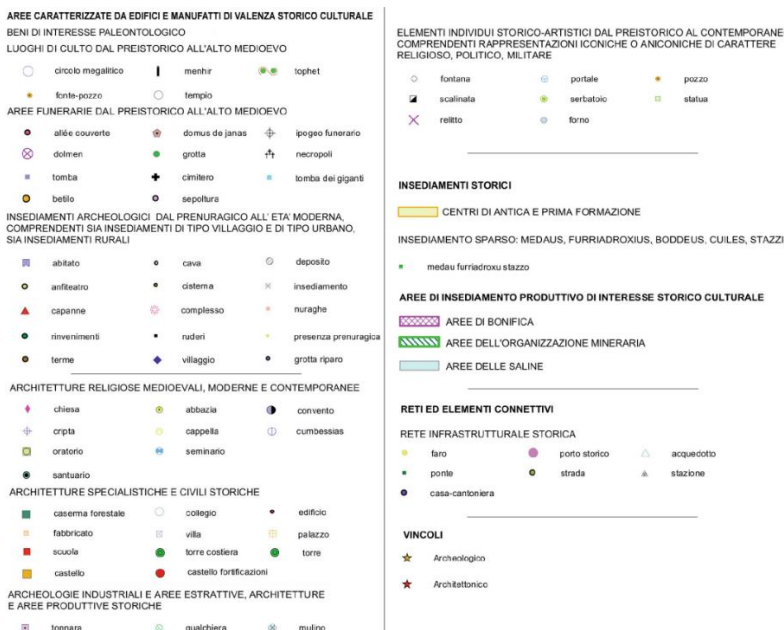 AREE CARATTERIZZATE DA EDIFICI E MANUFATTI DI VALENZA STORICO CULTURALE
BENI DI INTERESSE PALEONTOLOGICO
LUOGHI DI CULTO DAL PREISTORICO ALL'ALTO MEDIOEVO
circolo megalitico menhir tophet
fonte-pozzo tempio
AREE FUNERARIE DAL PREISTORICO ALL'ALTO MEDIOEVO
allée couverte domus de janas ipogeo funerario
dolmen grotta necropoli
tomba cimitero tomba dei giganti
betilo sepoltura
INSEDIAMENTI ARCHEOLOGICI DAL PRENURAGICO ALL' ETA' MODERNA,
COMPRENDENTI SIA INSEDIAMENTI DI TIPO VILLAGGIO E DI TIPO URBANO,
SIA INSEDIAMENTI RURALI
abitato cava deposito
anfiteatro cisterna insediamento
capanne complesso nuraghe
rinvenimenti ruderi presenza prenuragica
terme villaggio grotta riparo
ARCHITETTURE RELIGIOSE MEDIOEVALI, MODERNE E CONTEMPORANEE
chiesa abbazia convento
cripta cappella cumbessias
oratorio seminario
santuario
ARCHITETTURE SPECIALISTICHE E CIVILI STORICHE
caserma forestale collegio edificio
fabbricato villa palazzo
scuola torre costiera torre
castello castello fortificazioni
ARCHEOLOGIE INDUSTRIALI E AREE ESTRATTIVE, ARCHITETTURE
E AREE PRODUTTIVE STORICHE
tonnara gualchiera mulino
ELEMENTI INDIVIDUI STORICO-ARTISTICI DAL PREISTORICO AL CONTEMPORANE
COMPRENDENTI RAPPRESENTAZIONI ICONICHE O ANICONICHE DI CARATTERE
RELIGIOSO, POLITICO, MILITARE
fontana portale pozzo
scalinata serbatoio statua
relitto forno
INSEDIAMENTI STORICI
CENTRI DI ANTICA E PRIMA FORMAZIONE
INSEDIAMENTO SPARSO: MEDAUS, FURRIADROXIUS, BODDEUS, CUILES, STAZZI
medau furriadroxu stazzo
AREE DI INSEDIAMENTO PRODUTTIVO DI INTERESSE STORICO CULTURALE
AREE DI BONIFICA
AREE DELL'ORGANIZZAZIONE MINERARIA
AREE DELLE SALINE
RETI ED ELEMENTI CONNETTIVI
RETE INFRASTRUTTURALE STORICA
faro porto storico acquedotto
ponte strada stazione
casa-cantoniera
VINCOLI
Archeologico
Architettonico